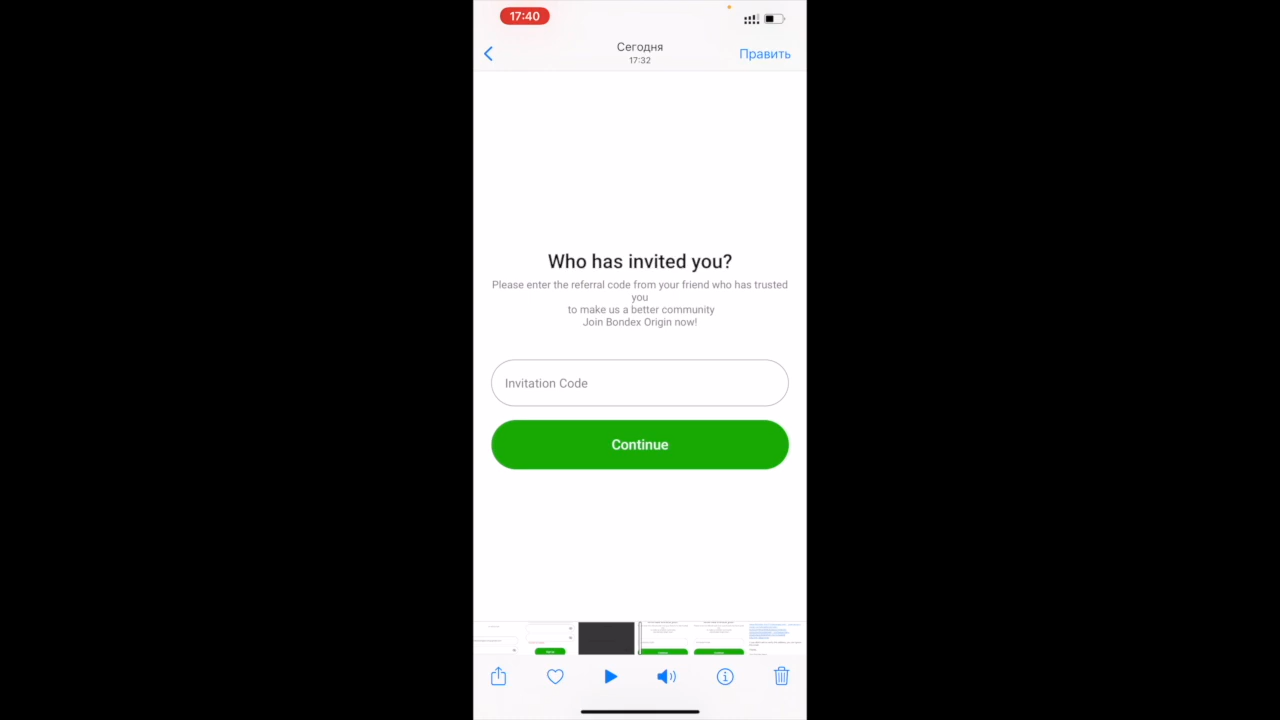 17:40
Сегодня
17:32
Править
Who has invited you?
Please enter the referral code from your friend who has trusted
you
to make us a better community
Join Bondex Origin now!
Invitation Code
Continue